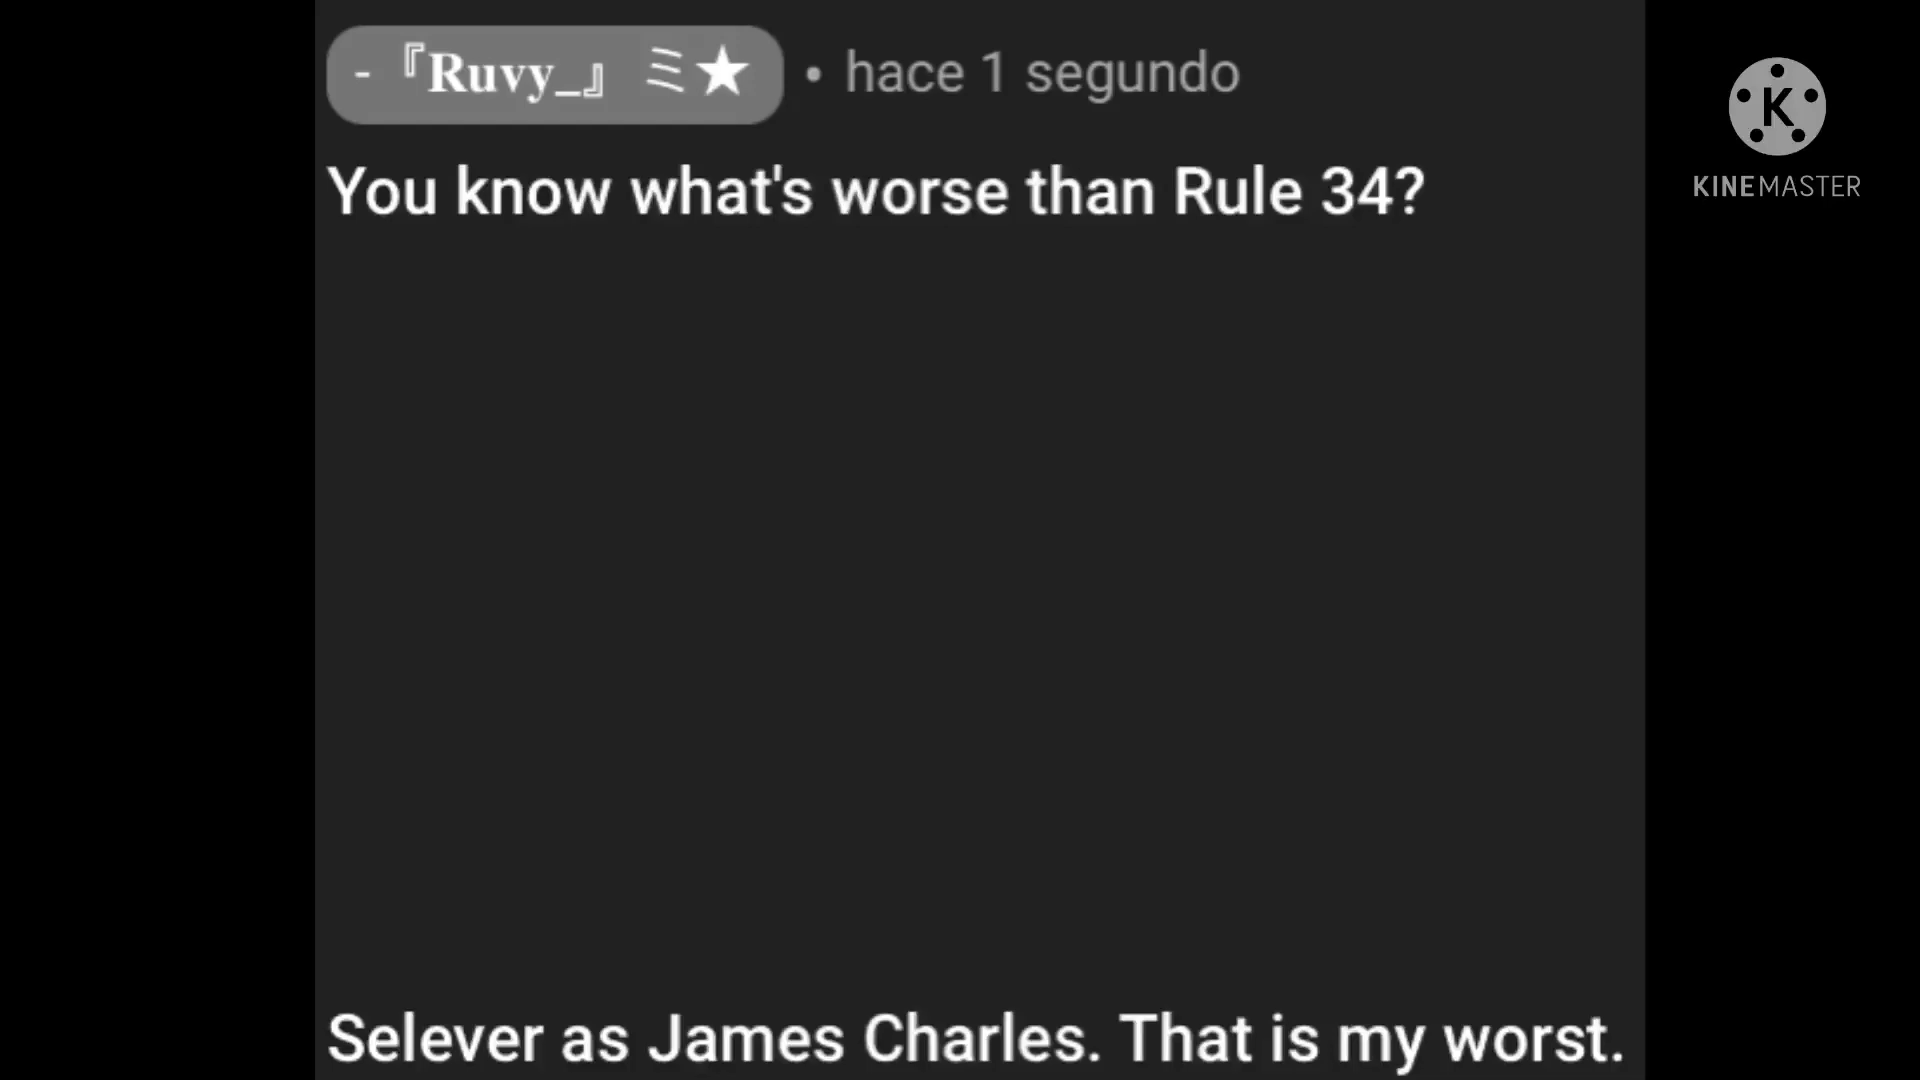 -『Ruvy_』 ミ★ • hace 1 segundo
You know what's worse than Rule 34?
Selever as James Charles. That is my worst.
K
KINEMASTER